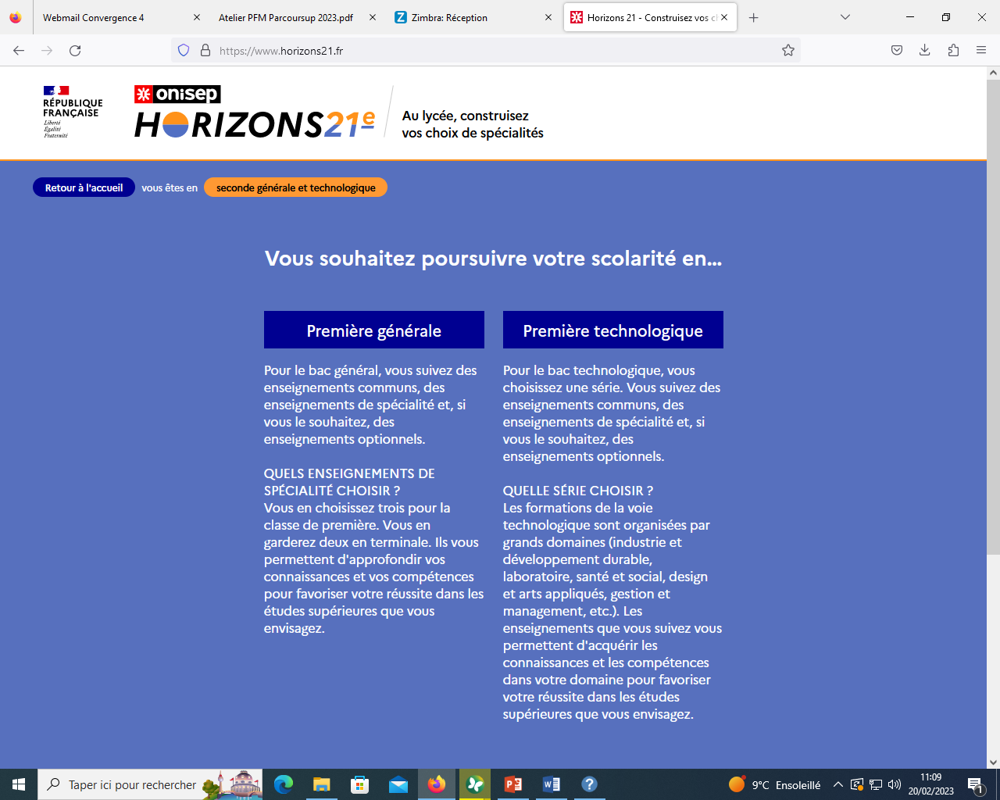 Webmail Convergence 4
Atelier PFM Parcoursup 2023.pdf
Zimbra: Réception
Horizons 21 - Construisez vos c
https://www.horizons21.fr
RÉPUBLIQUE
FRANÇAISE
Liberté
Égalité
Fraternité
onisep
HORIZONS21e
Au lycée, construisez
vos choix de spécialités
Retour à l'accueil vous êtes en seconde générale et technologique
Vous souhaitez poursuivre votre scolarité en...
Première générale
Pour le bac général, vous suivez des
enseignements communs, des
enseignements de spécialité et, si
vous le souhaitez, des
enseignements optionnels.
QUELS ENSEIGNEMENTS DE
SPÉCIALITÉ CHOISIR ?
Vous en choisissez trois pour la
classe de première. Vous en
garderez deux en terminale. Ils vous
permettent d'approfondir vos
connaissances et vos compétences
pour favoriser votre réussite dans les
études supérieures que vous
envisagez.
Première technologique
Pour le bac technologique, vous
choisissez une série. Vous suivez des
enseignements communs, des
enseignements de spécialité et, si
vous le souhaitez, des
enseignements optionnels.
QUELLE SÉRIE CHOISIR ?
Les formations de la voie
technologique sont organisées par
grands domaines (industrie et
développement durable,
laboratoire, santé et social, design
et arts appliqués, gestion et
management, etc.). Les
enseignements que vous suivez vous
permettent d'acquérir les
connaissances et les compétences
dans votre domaine pour favoriser
votre réussite dans les études
supérieures que vous envisagez.
Taper ici pour rechercher
9°C Ensoleillé
11:09
20/02/2023
1